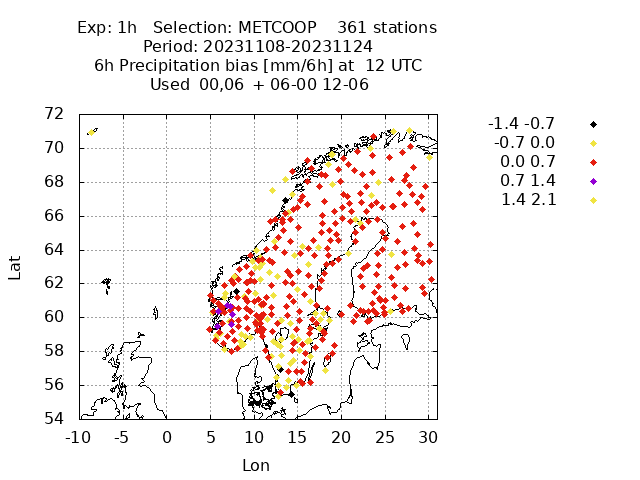 Exp: 1h   Selection: METCOOP    361 stations
Period: 20231108-20231124
6h Precipitation bias [mm/6h] at  12 UTC
Used  00,06  + 06-00 12-06
-1.4 -0.7
-0.7 0.0
0.0 0.7
0.7 1.4
1.4 2.1
72
70
68
66
64
62
60
58
56
54
Lat
-10 -5 0 5 10 15 20 25 30
Lon